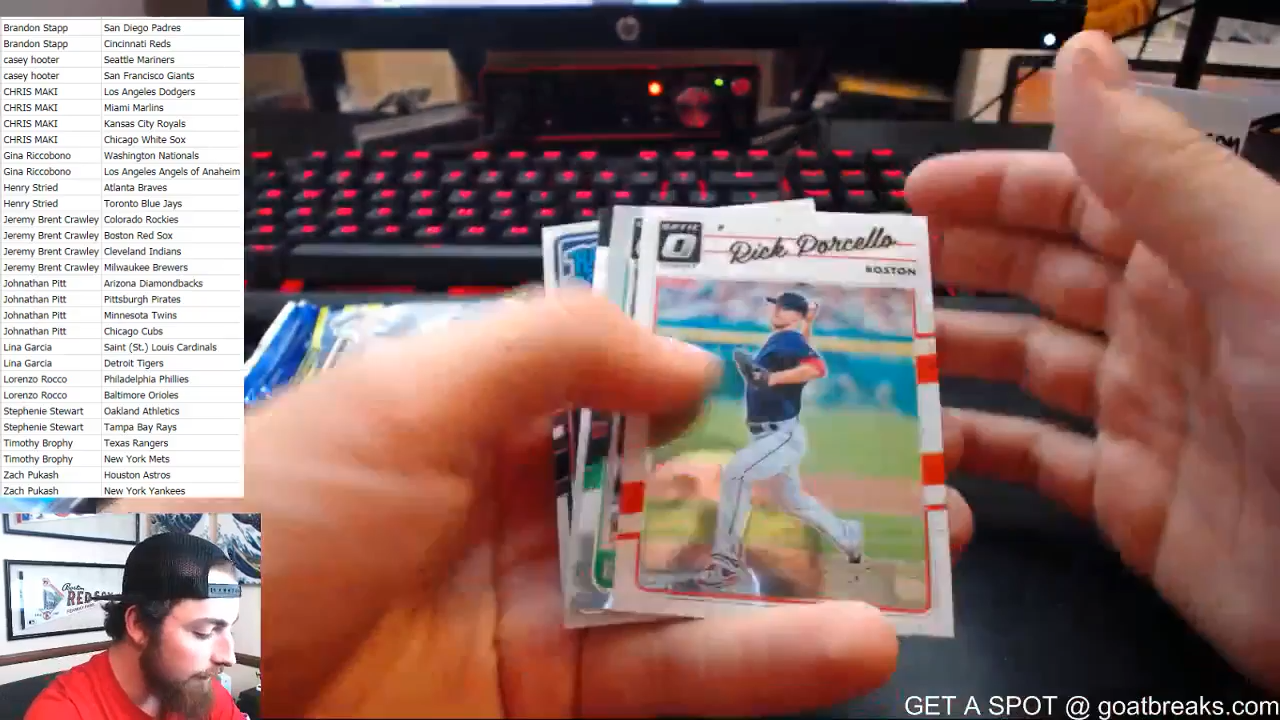 Brandon Stapp San Diego Padres
Brandon Stapp Cincinnati Reds
casey hooter Seattle Mariners
casey hooter San Francisco Giants
CHRIS MAKI Los Angeles Dodgers
CHRIS MAKI Miami Marlins
CHRIS MAKI Kansas City Royals
CHRIS MAKI Chicago White Sox
Gina Riccobono Washington Nationals
Gina Riccobono Los Angeles Angels of Anaheim
Henry Stried Atlanta Braves
Henry Stried Toronto Blue Jays
Jeremy Brent Crawley Colorado Rockies
Jeremy Brent Crawley Boston Red Sox
Jeremy Brent Crawley Cleveland Indians
Jeremy Brent Crawley Milwaukee Brewers
Johnathan Pitt Arizona Diamondbacks
Johnathan Pitt Pittsburgh Pirates
Johnathan Pitt Minnesota Twins
Johnathan Pitt Chicago Cubs
Lina Garcia Saint (St.) Louis Cardinals
Lina Garcia Detroit Tigers
Lorenzo Rocco Philadelphia Phillies
Lorenzo Rocco Baltimore Orioles
Stephenie Stewart Oakland Athletics
Stephenie Stewart Tampa Bay Rays
Timothy Brophy Texas Rangers
Timothy Brophy New York Mets
Zach Pukash Houston Astros
Zach Pukash New York Yankees
OPTIC
Rick Porcello
BOSTON
Boston
RED SOX
GET A SPOT @ goatbreaks.com